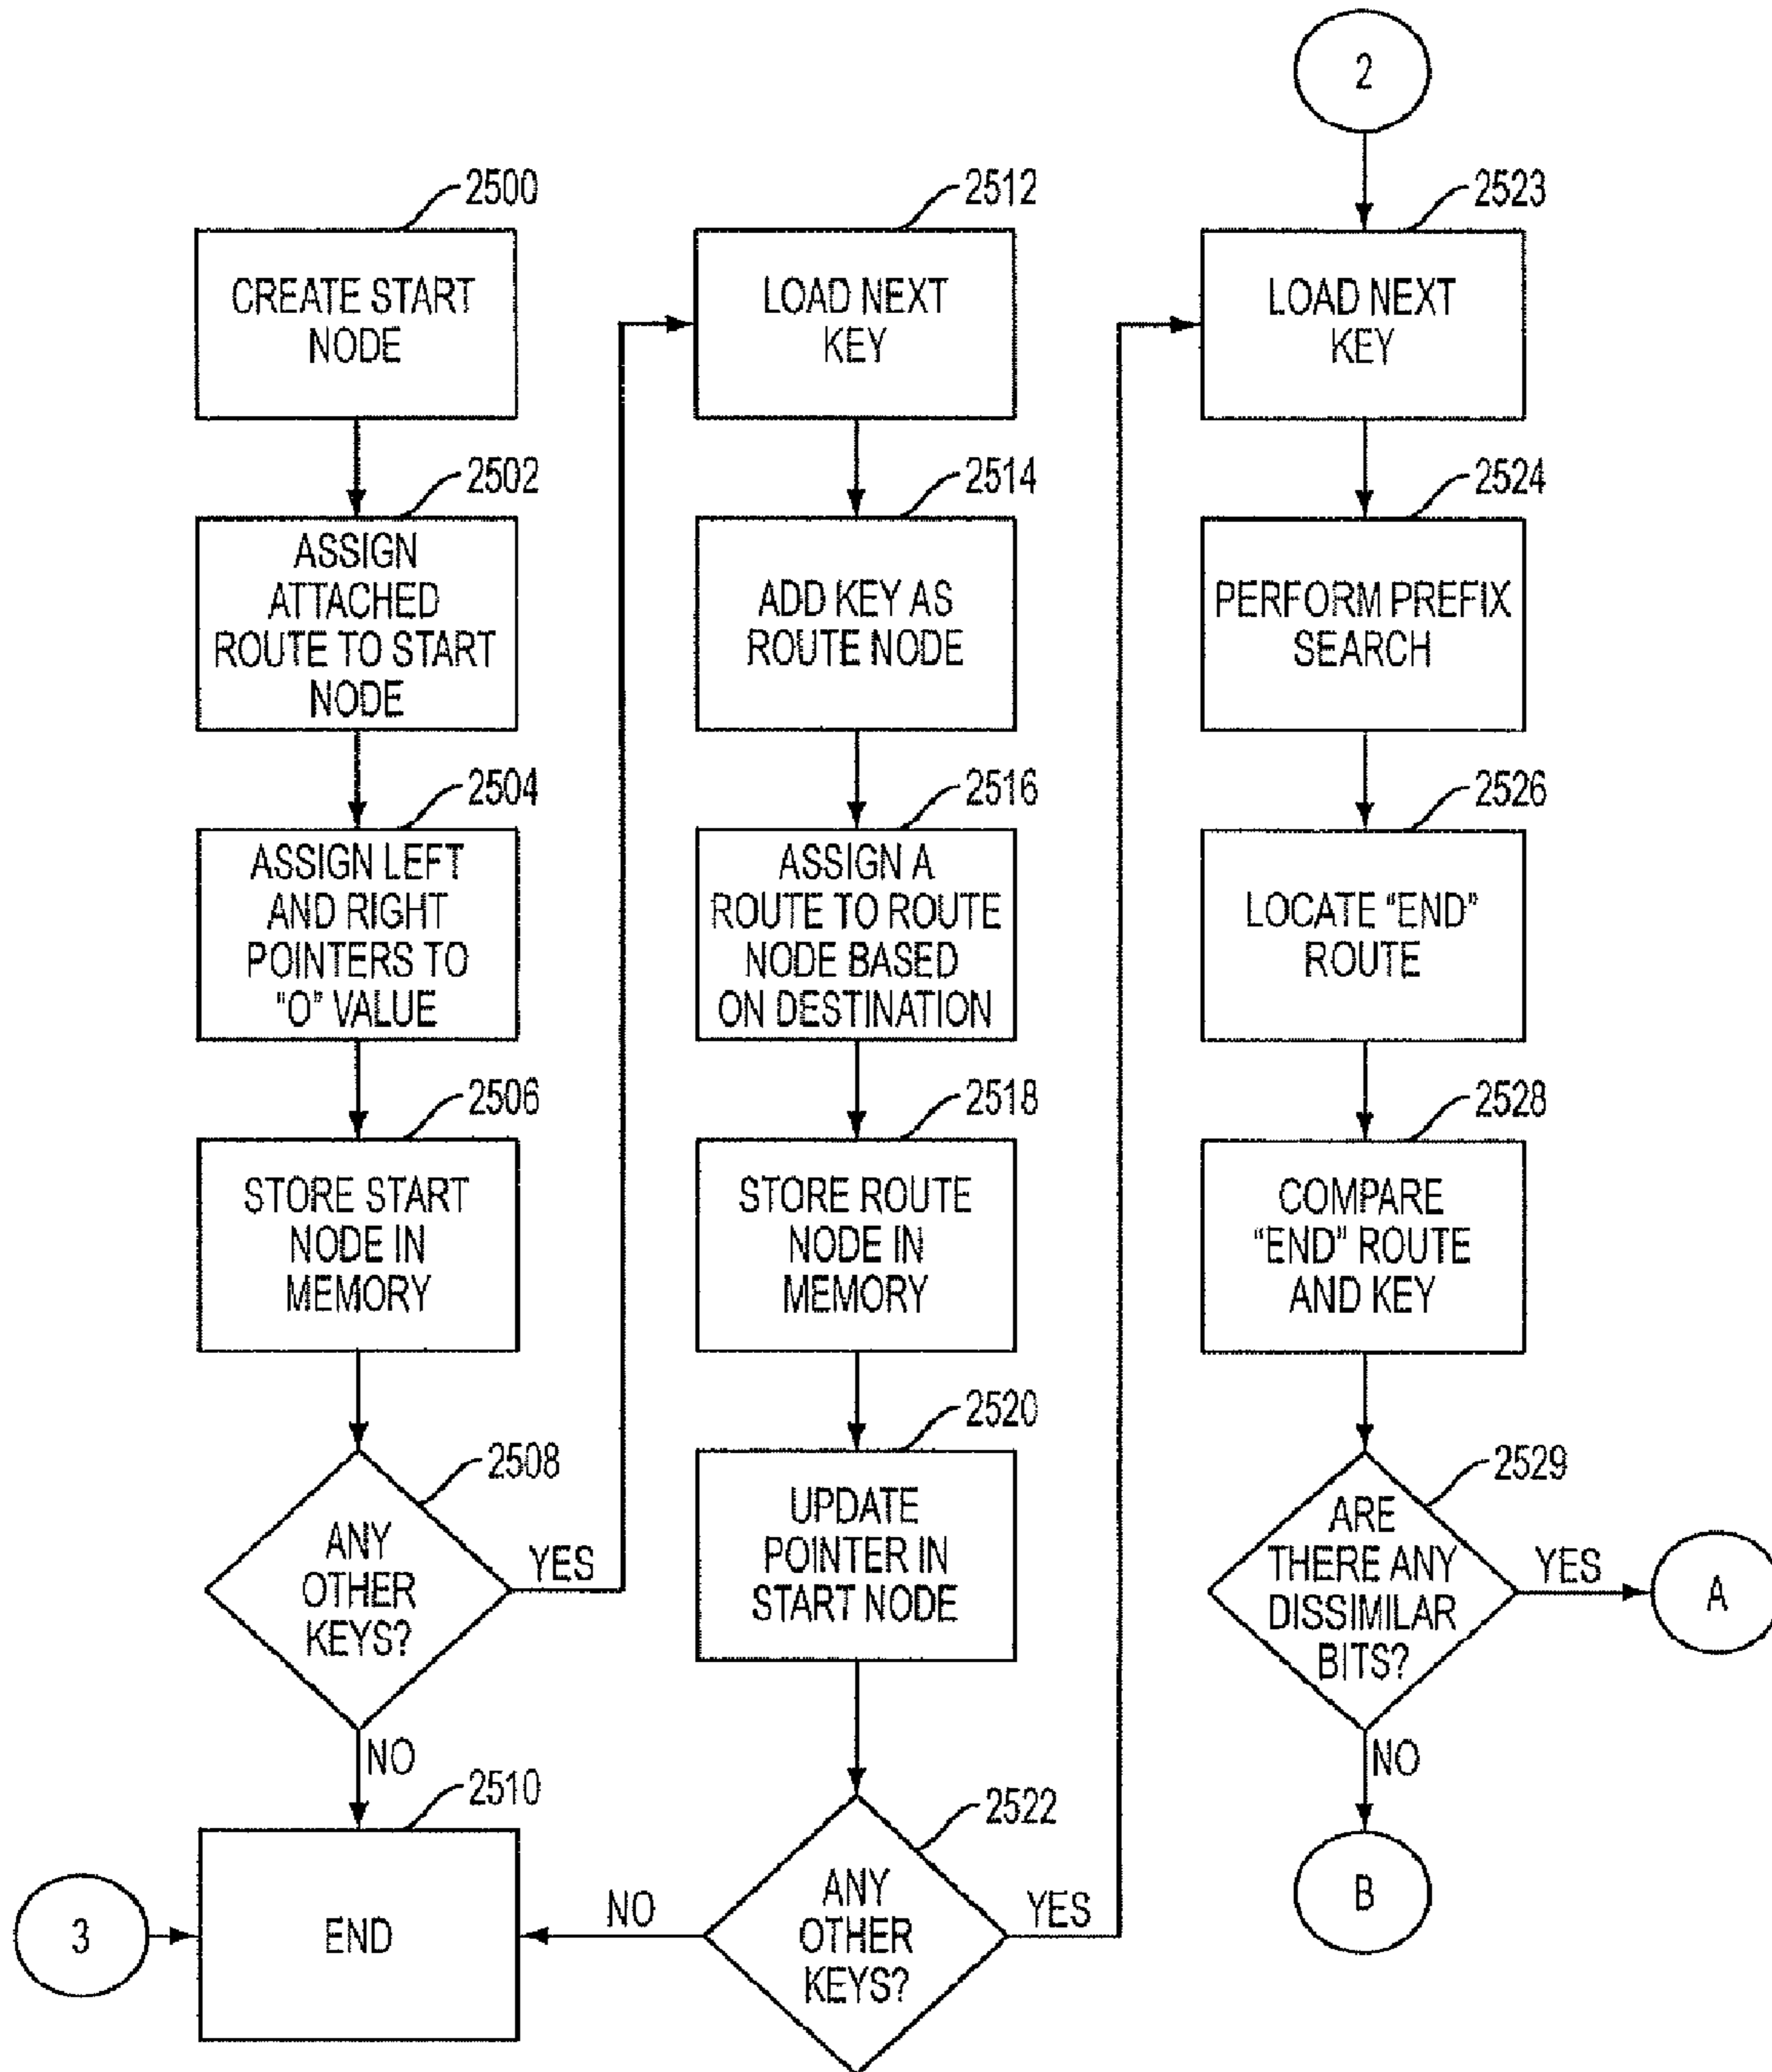 2
2500
CREATE START
NODE
2502
ASSIGN
ATTACHED
ROUTE TO START
NODE
2504
ASSIGN LEFT
AND RIGHT
POINTERS TO
"O" VALUE
2506
STORE START
NODE IN
MEMORY
2508
ANY
OTHER
KEYS?
YES
NO
2510
END
3
2512
LOAD NEXT
KEY
2514
ADD KEY AS
ROUTE NODE
2516
ASSIGN A
ROUTE TO ROUTE
NODE BASED
ON DESTINATION
2518
STORE ROUTE
NODE IN
MEMORY
2520
UPDATE
POINTER IN
START NODE
2522
ANY
OTHER
KEYS?
NO
YES
2523
LOAD NEXT
KEY
2524
PERFORM PREFIX
SEARCH
2526
LOCATE "END"
ROUTE
2528
COMPARE
"END" ROUTE
AND KEY
2529
ARE
THERE ANY
DISSIMILAR
BITS?
YES
A
NO
B